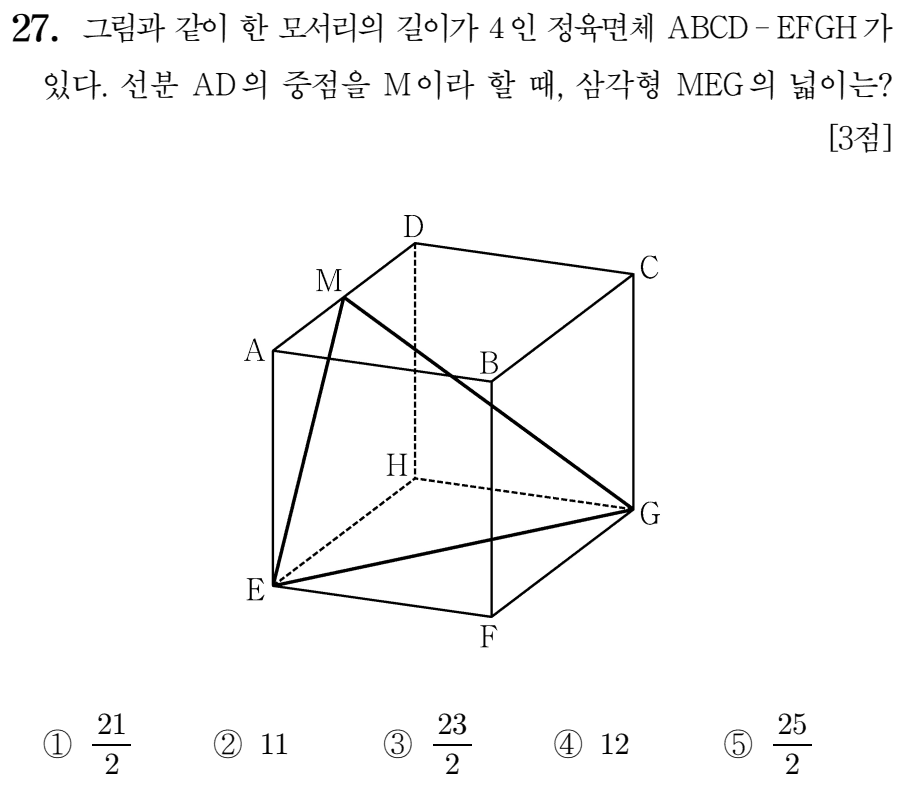 27. 그림과 같이 한 모서리의 길이가 4인 정육면체 ABCD-EFGH가
있다. 선분 AD의 중점을 M이라 할 때, 삼각형 MEG의 넓이는?
[3점]
D
C
M
A
B
H
G
E
F
① 21/2 ② 11 ③ 23/2 ④ 12 ⑤ 25/2